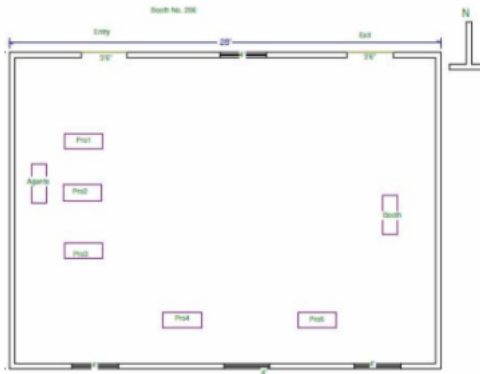 Booth No. 206
N
Entry
Exit
28'
3'6"
3'6"
Pro1
Agents
Pro2
Booth
Pro3
Pro4
Pro5